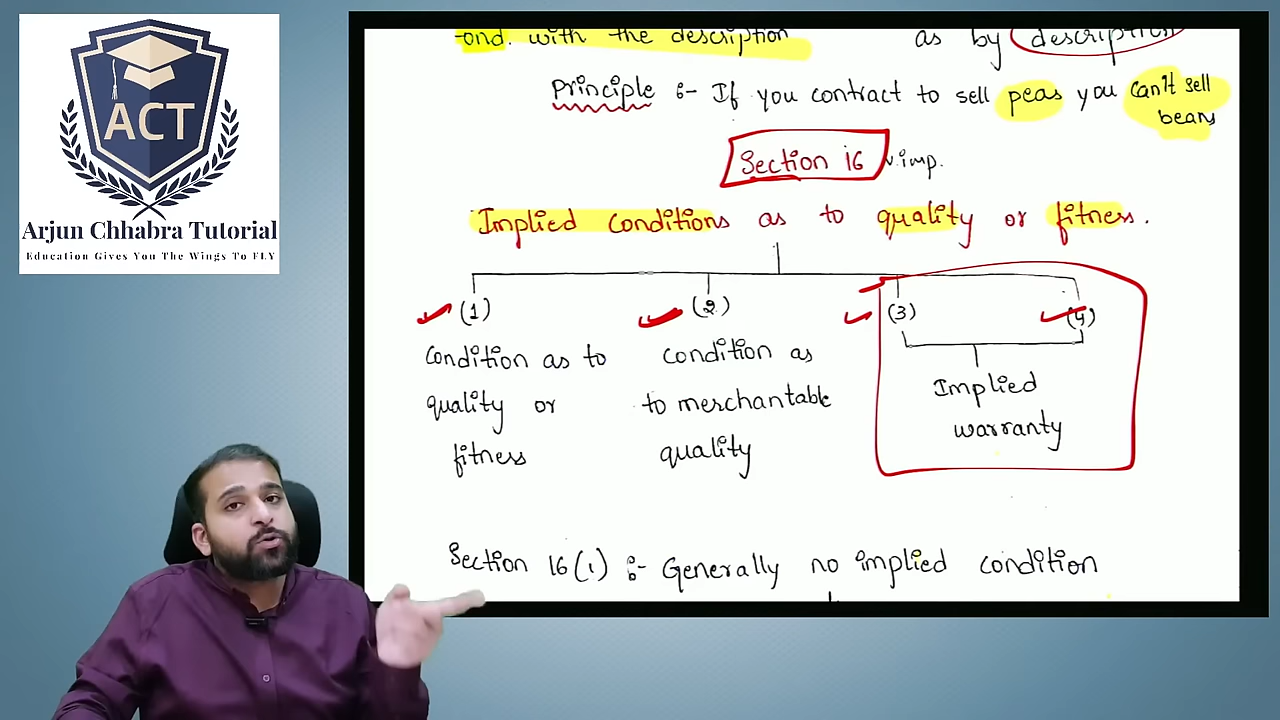 ACT
Arjun Chhabra Tutorial
Education Gives You The Wings To FLY
ond. with the description as by description
Principle :- If you contract to sell peas you can't sell beans
Section 16 v.imp.
Implied Conditions as to quality or fitness.
(1) (2) (3) (4)
Condition as to quality or fitness
Condition as to merchantable quality
Implied warranty
Section 16(1) :- Generally no implied condition